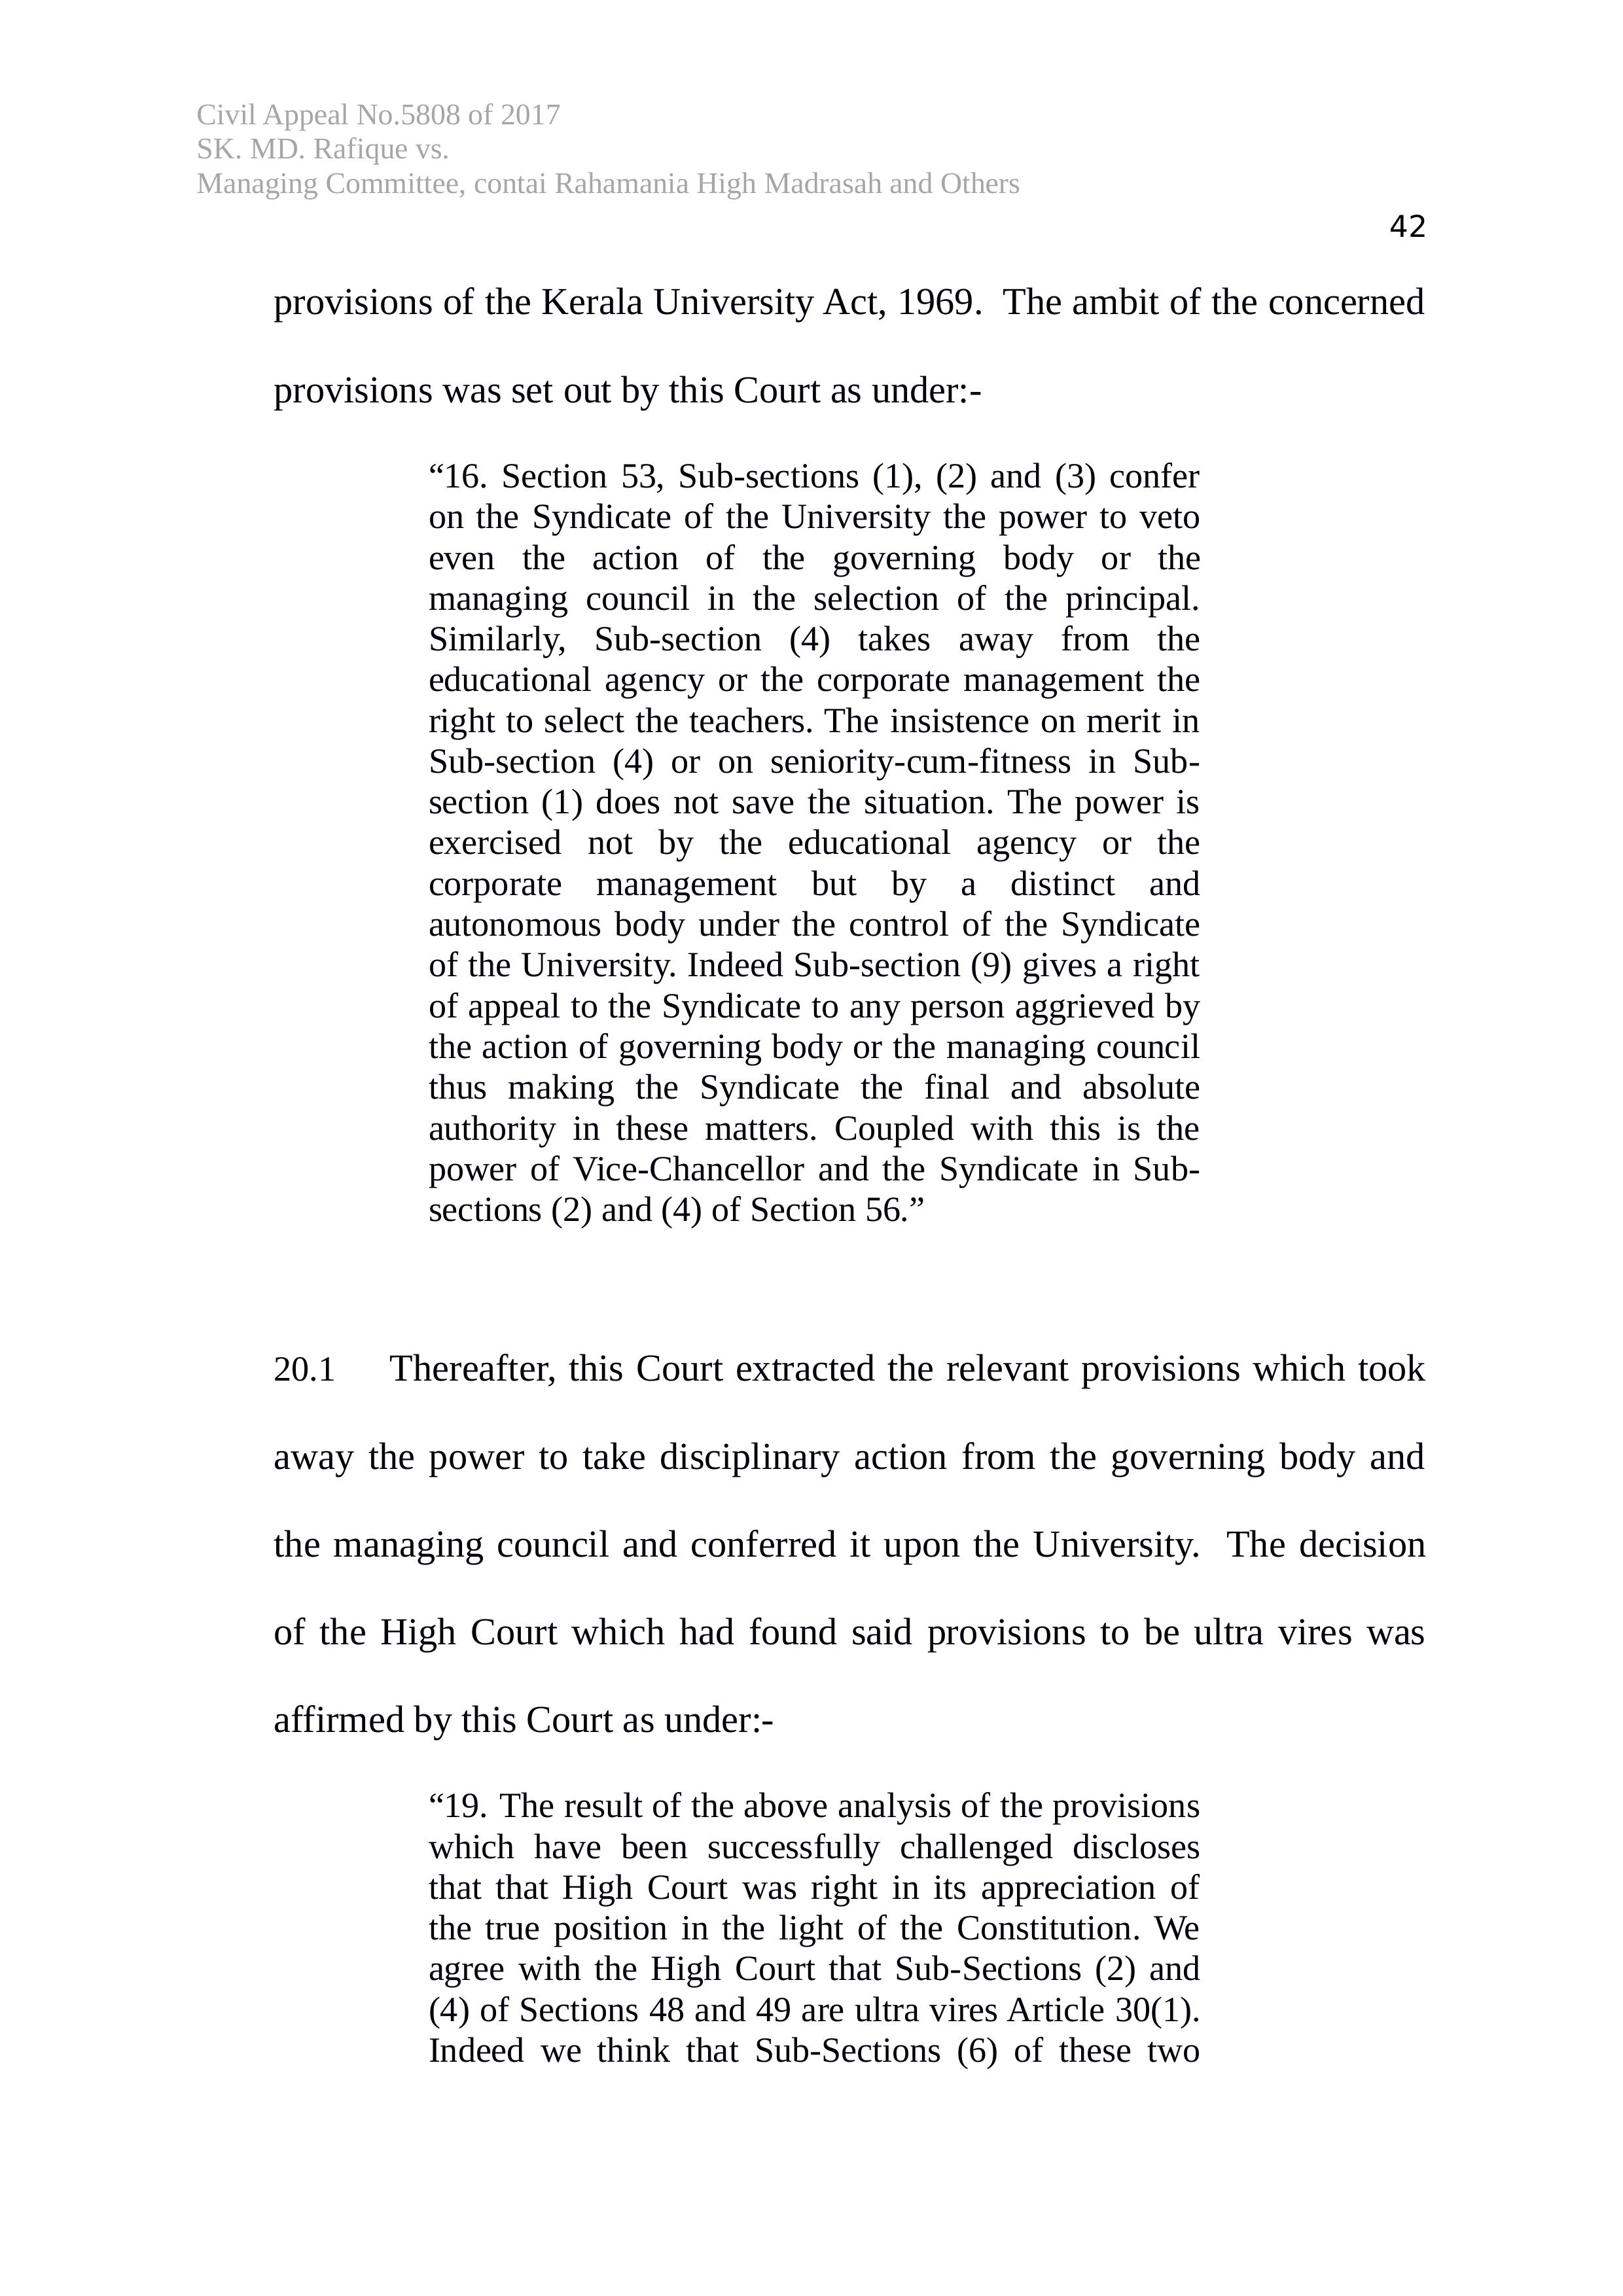 Civil Appeal No.5808 of 2017
SK. MD. Rafique vs.
Managing Committee, contai Rahamania High Madrasah and Others
42
provisions of the Kerala University Act, 1969.  The ambit of the concerned
provisions was set out by this Court as under:-
“16. Section 53, Sub-sections (1), (2) and (3) confer
on the Syndicate of the University the power to veto
even the action of the governing body or the
managing council in the selection of the principal.
Similarly, Sub-section (4) takes away from the
educational agency or the corporate management the
right to select the teachers. The insistence on merit in
Sub-section (4) or on seniority-cum-fitness in Sub-
section (1) does not save the situation. The power is
exercised not by the educational agency or the
corporate management but by a distinct and
autonomous body under the control of the Syndicate
of the University. Indeed Sub-section (9) gives a right
of appeal to the Syndicate to any person aggrieved by
the action of governing body or the managing council
thus making the Syndicate the final and absolute
authority in these matters. Coupled with this is the
power of Vice-Chancellor and the Syndicate in Sub-
sections (2) and (4) of Section 56.”
20.1 Thereafter, this Court extracted the relevant provisions which took
away the power to take disciplinary action from the governing body and
the managing council and conferred it upon the University.  The decision
of the High Court which had found said provisions to be ultra vires was
affirmed by this Court as under:-
“19. The result of the above analysis of the provisions
which have been successfully challenged discloses
that that High Court was right in its appreciation of
the true position in the light of the Constitution. We
agree with the High Court that Sub-Sections (2) and
(4) of Sections 48 and 49 are ultra vires Article 30(1).
Indeed we think that Sub-Sections (6) of these two